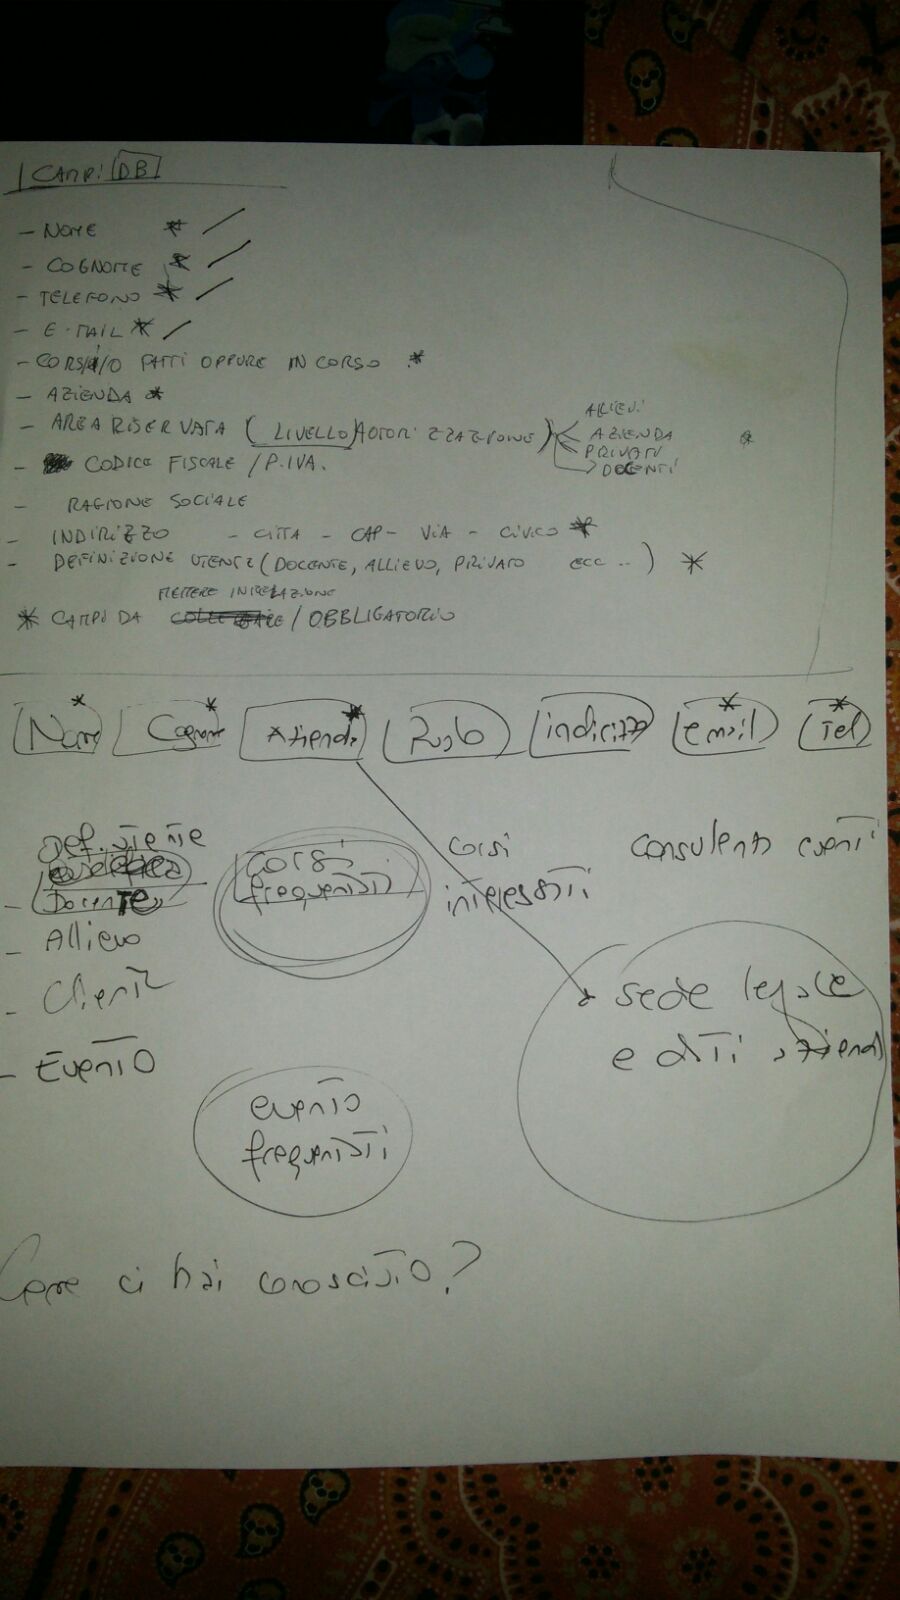 CAMPI DB
- NOME *
- COGNOME *
- TELEFONO *
- E-MAIL *
- CORSI/O FATTI OPPURE IN CORSO *
- AZIENDA *
- AREA RISERVATA (LIVELLO AUTORIZZAZIONE) ALLIEVI
AZIENDA *
PRIVATI
DOCENTI
- CODICE FISCALE / P.IVA.
- RAGIONE SOCIALE
- INDIRIZZO - CITTA - CAP - VIA - CIVICO *
- DEFINIZIONE UTENTE (DOCENTE, ALLIEVO, PRIVATO ecc ..) *
METTERE IN RELAZIONE
* CAMPI DA / OBBLIGATORIO
Nome * Cognome * Azienda * Ruolo indirizzo email * Tel *
Def. utente
- Docente
- Allievo
- Cliente
- Evento
corsi
frequentati
corsi
interessati
consulenti eventi
sede legale
e dati azienda
evento
frequentati
Come ci hai conosciuto?